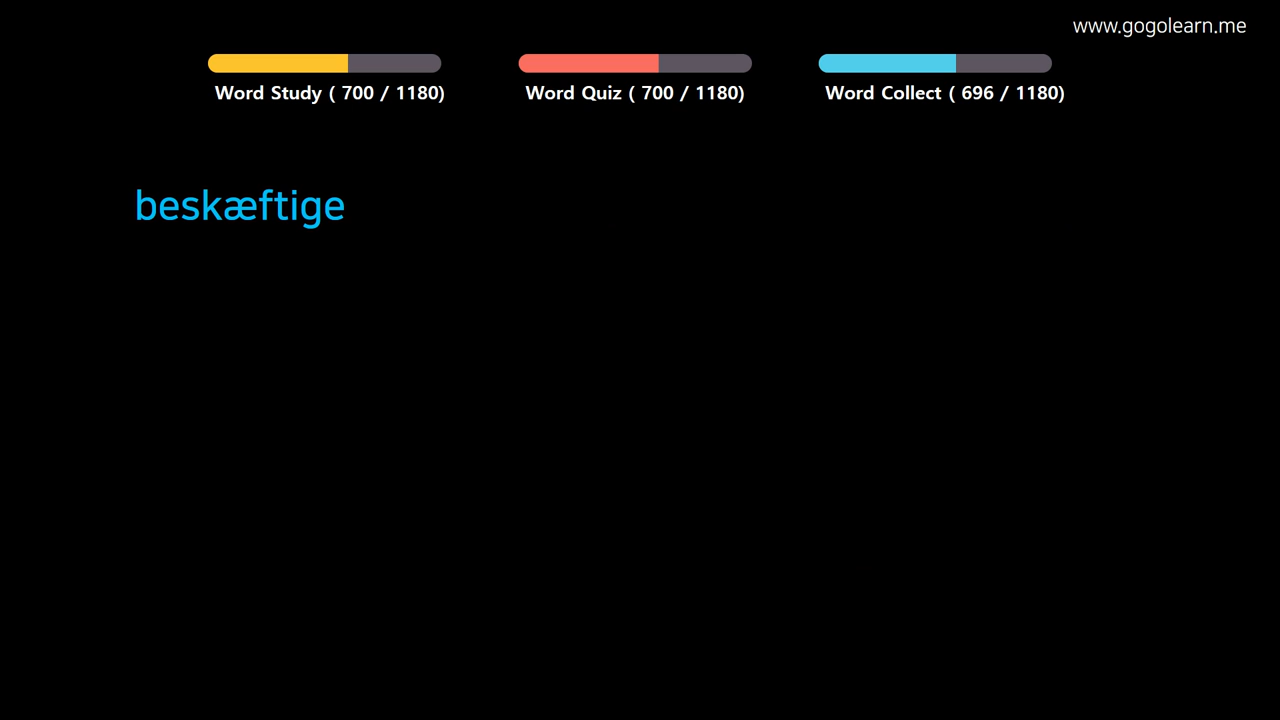 www.gogolearn.me
Word Study ( 700 / 1180)
Word Quiz ( 700 / 1180)
Word Collect ( 696 / 1180)
beskæftige